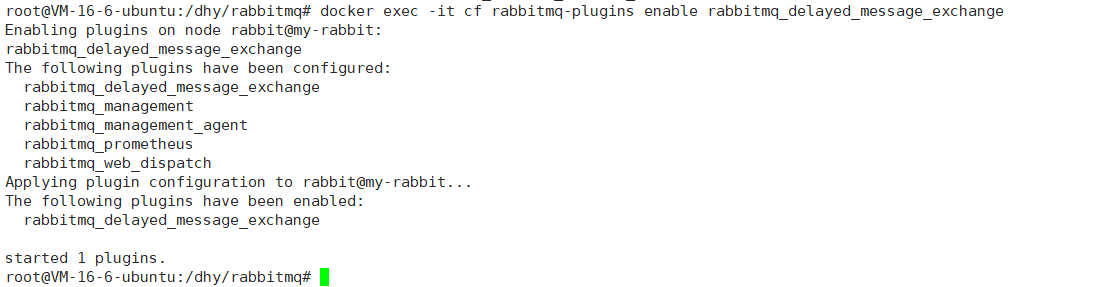 root@VM-16-6-ubuntu:/dhy/rabbitmq# docker exec -it cf rabbitmq-plugins enable rabbitmq_delayed_message_exchange
Enabling plugins on node rabbit@my-rabbit:
rabbitmq_delayed_message_exchange
The following plugins have been configured:
  rabbitmq_delayed_message_exchange
  rabbitmq_management
  rabbitmq_management_agent
  rabbitmq_prometheus
  rabbitmq_web_dispatch
Applying plugin configuration to rabbit@my-rabbit...
The following plugins have been enabled:
  rabbitmq_delayed_message_exchange

started 1 plugins.
root@VM-16-6-ubuntu:/dhy/rabbitmq#